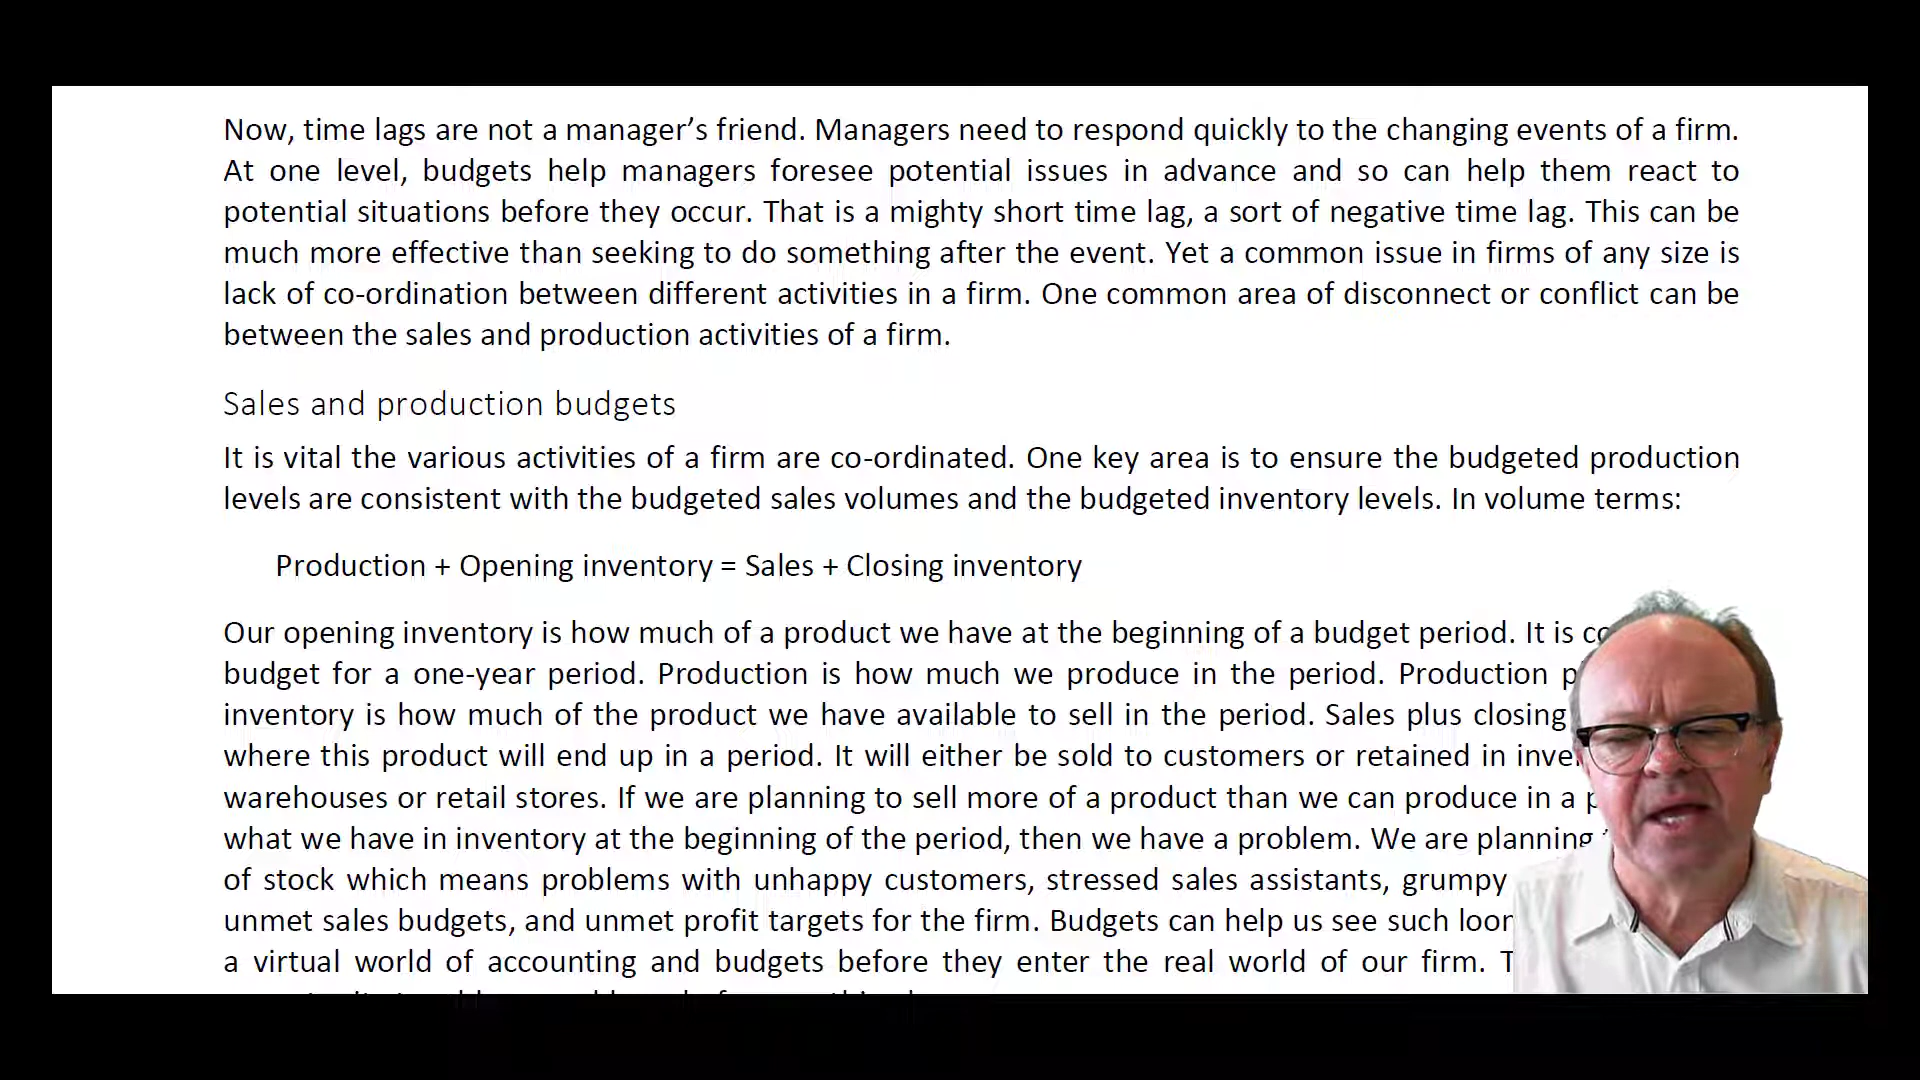 Now, time lags are not a manager’s friend. Managers need to respond quickly to the changing events of a firm.
At one level, budgets help managers foresee potential issues in advance and so can help them react to
potential situations before they occur. That is a mighty short time lag, a sort of negative time lag. This can be
much more effective than seeking to do something after the event. Yet a common issue in firms of any size is
lack of co-ordination between different activities in a firm. One common area of disconnect or conflict can be
between the sales and production activities of a firm.
Sales and production budgets
It is vital the various activities of a firm are co-ordinated. One key area is to ensure the budgeted production
levels are consistent with the budgeted sales volumes and the budgeted inventory levels. In volume terms:
Production + Opening inventory = Sales + Closing inventory
Our opening inventory is how much of a product we have at the beginning of a budget period. It is
budget for a one-year period. Production is how much we produce in the period. Production
inventory is how much of the product we have available to sell in the period. Sales plus closing
where this product will end up in a period. It will either be sold to customers or retained in
warehouses or retail stores. If we are planning to sell more of a product than we can produce in a
what we have in inventory at the beginning of the period, then we have a problem. We are planning
of stock which means problems with unhappy customers, stressed sales assistants, grumpy
unmet sales budgets, and unmet profit targets for the firm. Budgets can help us see such
a virtual world of accounting and budgets before they enter the real world of our firm.